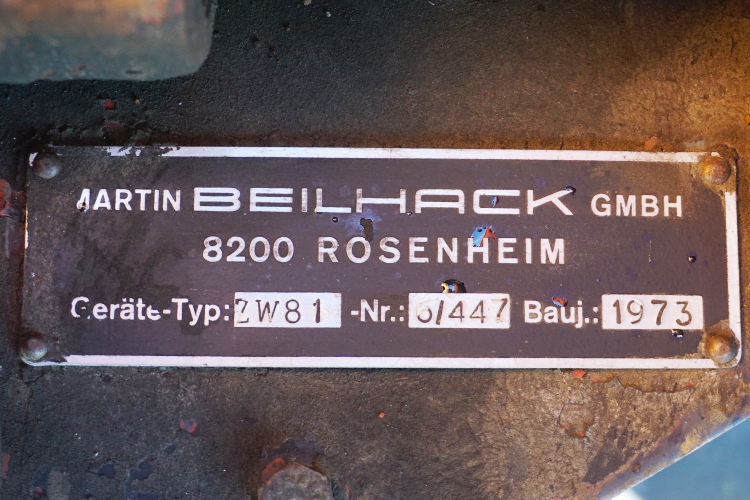 MARTIN BEILHACK GMBH
8200 ROSENHEIM
Geräte-Typ: ZW81 -Nr.: 6/447 Bauj.: 1973